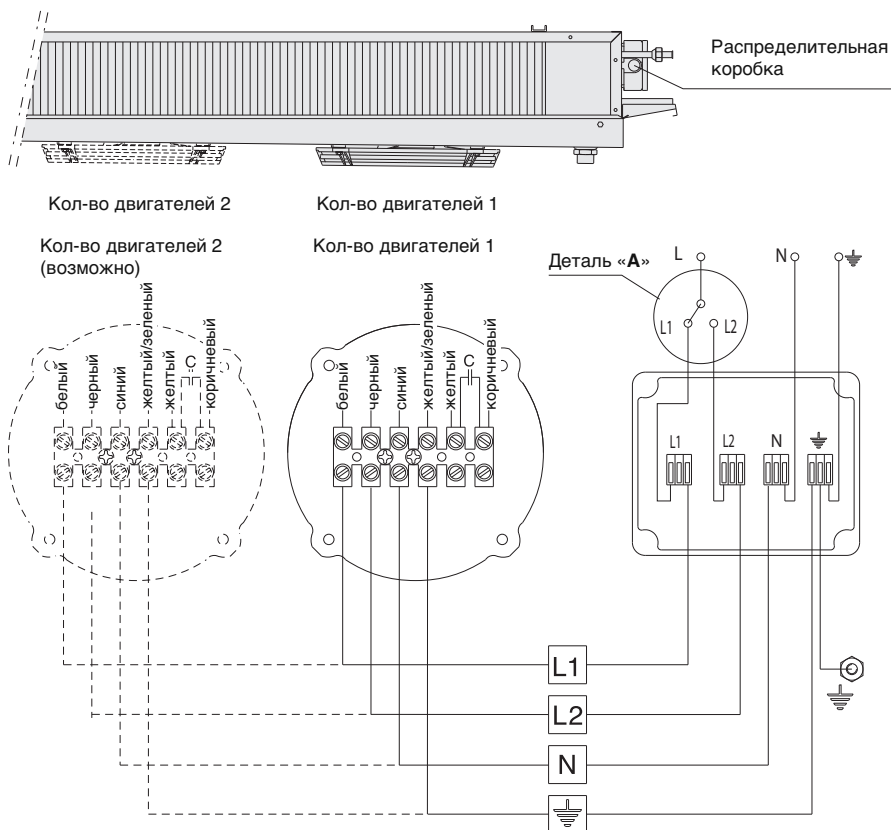 Распределительная
коробка
Кол-во двигателей 2
Кол-во двигателей 1
Кол-во двигателей 2
(возможно)
Кол-во двигателей 1
Деталь «А»
L
N
L1
L2
белый
черный
синий
желтый/зеленый
желтый
C
коричневый
белый
черный
синий
желтый/зеленый
желтый
C
коричневый
L1
L2
N
L1
L2
N